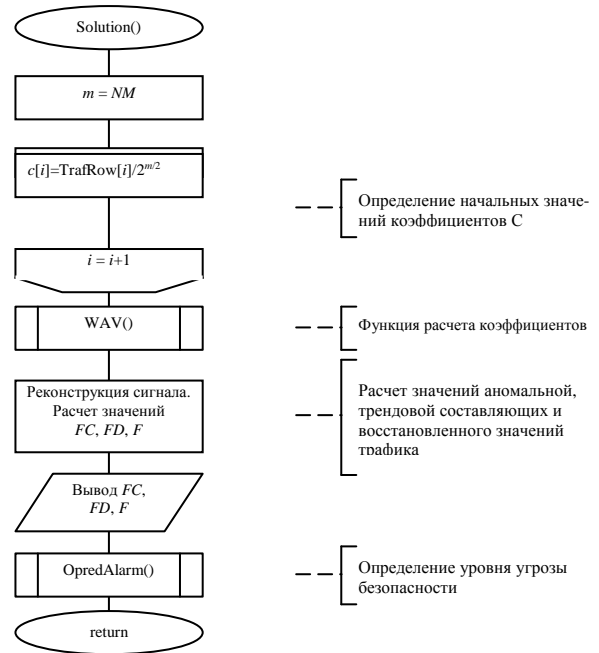 Solution()
m = NM
c[i]=TrafRow[i]/2^{m/2}
Определение начальных значе-
ний коэффициентов С
i = i+1
WAV()
Функция расчета коэффициентов
Реконструкция сигнала.
Расчет значений
FC, FD, F
Расчет значений аномальной,
трендовой составляющих и
восстановленного значений
трафика
Вывод FC,
FD, F
OpredAlarm()
Определение уровня угрозы
безопасности
return